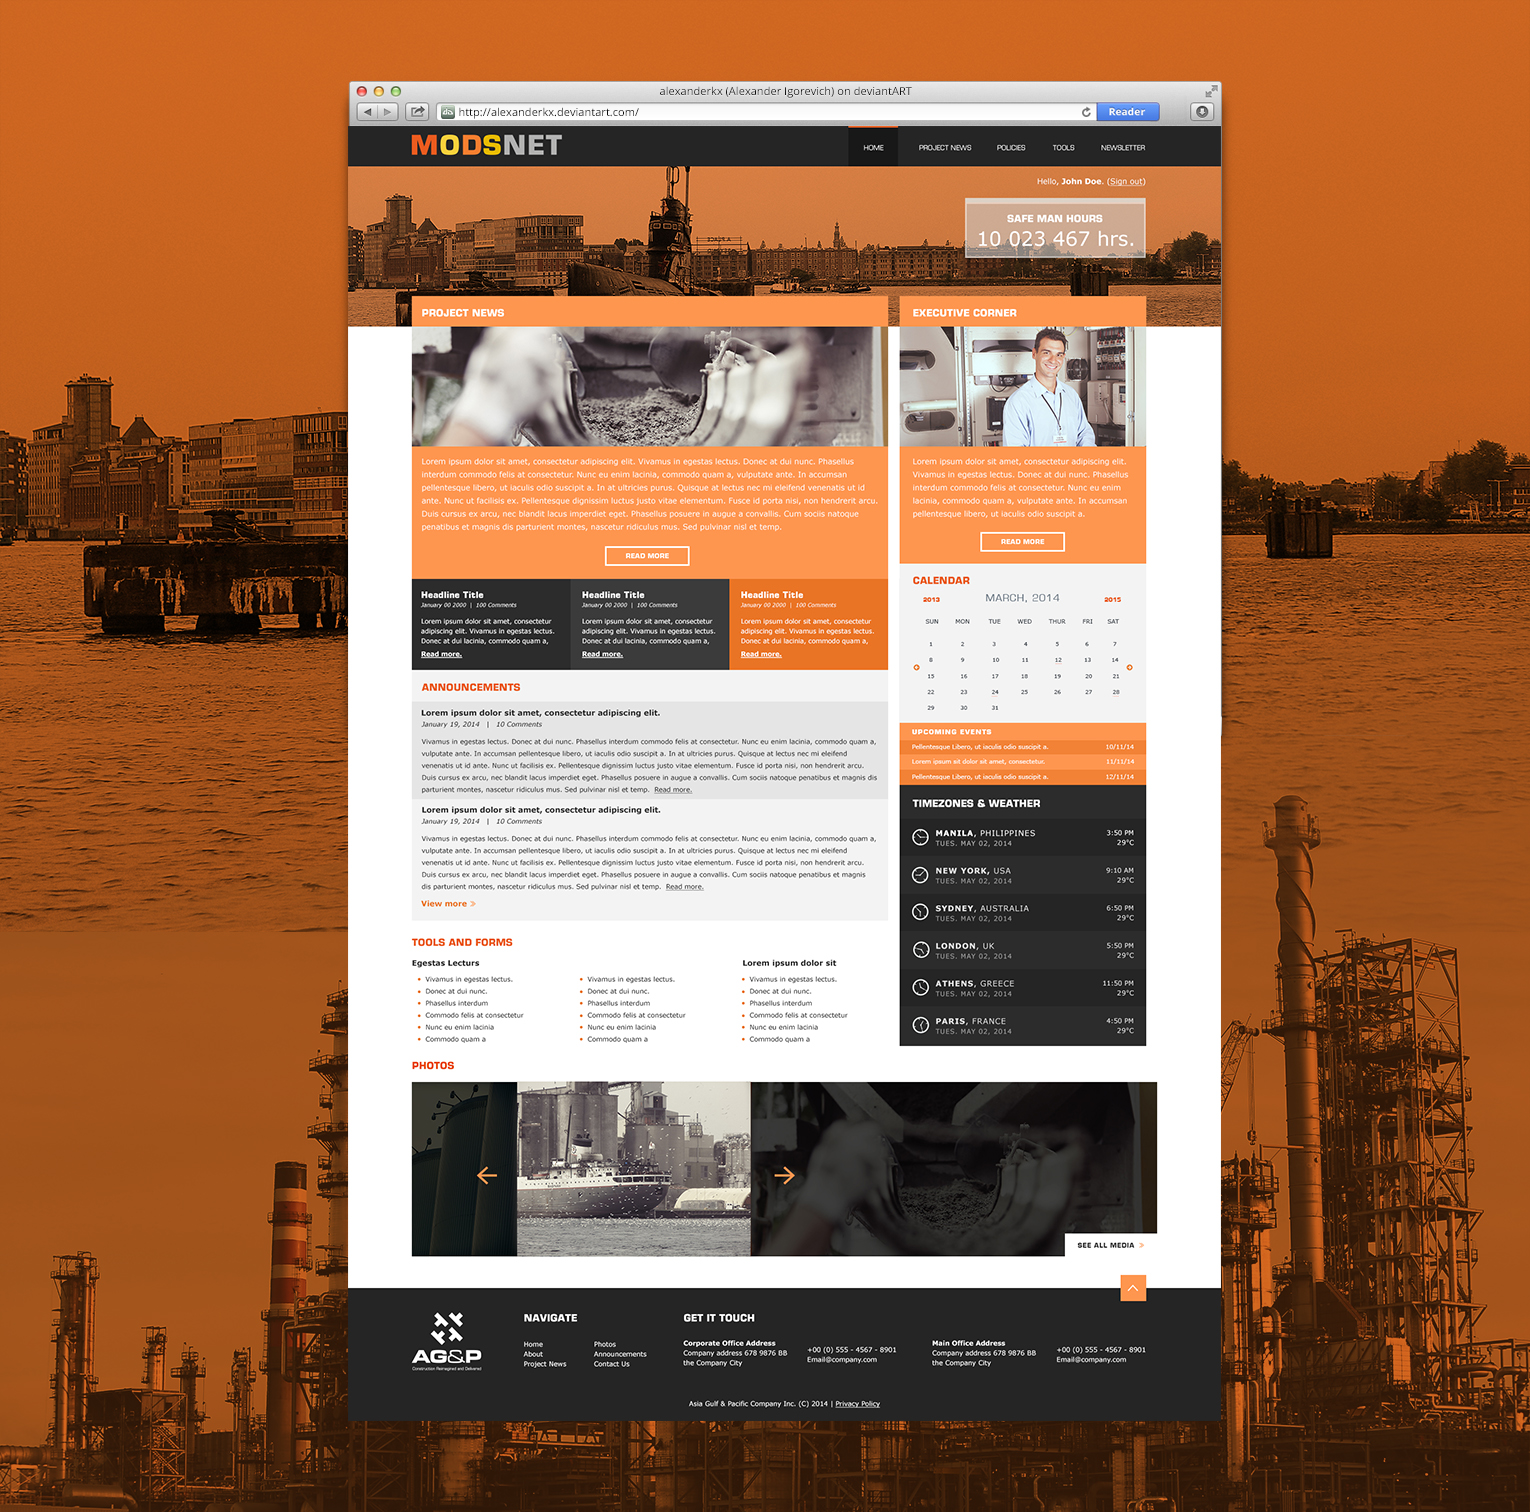 alexanderkx (Alexander Igorevich) on deviantART
http://alexanderkx.deviantart.com/
Reader
MODSNET
HOME
PROJECT NEWS
POLICIES
TOOLS
NEWSLETTER
Hello, John Doe. (Sign out)
SAFE MAN HOURS
10 023 467 hrs.
PROJECT NEWS
Lorem ipsum dolor sit amet, consectetur adipiscing elit. Vivamus in egestas lectus. Donec at dui nunc. Phasellus
interdum commodo felis at consectetur. Nunc eu enim lacinia, commodo quam a, vulputate ante. In accumsan
pellentesque libero, ut iaculis odio suscipit a. In at ultricies purus. Quisque at lectus nec mi eleifend venenatis ut id
ante. Nunc ut facilisis ex. Pellentesque dignissim luctus justo vitae elementum. Fusce id porta nisi, non hendrerit arcu.
Duis cursus ex arcu, nec blandit lacus imperdiet eget. Phasellus posuere in augue a convallis. Cum sociis natoque
penatibus et magnis dis parturient montes, nascetur ridiculus mus. Sed pulvinar nisl et temp.
READ MORE
Headline Title
January 00 2000 | 100 Comments
Lorem ipsum dolor sit amet, consectetur
adipiscing elit. Vivamus in egestas lectus.
Donec at dui lacinia, commodo quam a,
Read more.
Headline Title
January 00 2000 | 100 Comments
Lorem ipsum dolor sit amet, consectetur
adipiscing elit. Vivamus in egestas lectus.
Donec at dui lacinia, commodo quam a,
Read more.
Headline Title
January 00 2000 | 100 Comments
Lorem ipsum dolor sit amet, consectetur
adipiscing elit. Vivamus in egestas lectus.
Donec at dui lacinia, commodo quam a,
Read more.
ANNOUNCEMENTS
Lorem ipsum dolor sit amet, consectetur adipiscing elit.
January 19, 2014 | 10 Comments
Vivamus in egestas lectus. Donec at dui nunc. Phasellus interdum commodo felis at consectetur. Nunc eu enim lacinia, commodo quam a,
vulputate ante. In accumsan pellentesque libero, ut iaculis odio suscipit a. In at ultricies purus. Quisque at lectus nec mi eleifend
venenatis ut id ante. Nunc ut facilisis ex. Pellentesque dignissim luctus justo vitae elementum. Fusce id porta nisi, non hendrerit arcu.
Duis cursus ex arcu, nec blandit lacus imperdiet eget. Phasellus posuere in augue a convallis. Cum sociis natoque penatibus et magnis dis
parturient montes, nascetur ridiculus mus. Sed pulvinar nisl et temp. Read more.
Lorem ipsum dolor sit amet, consectetur adipiscing elit.
January 19, 2014 | 10 Comments
Vivamus in egestas lectus. Donec at dui nunc. Phasellus interdum commodo felis at consectetur. Nunc eu enim lacinia, commodo quam a,
vulputate ante. In accumsan pellentesque libero, ut iaculis odio suscipit a. In at ultricies purus. Quisque at lectus nec mi eleifend
venenatis ut id ante. Nunc ut facilisis ex. Pellentesque dignissim luctus justo vitae elementum. Fusce id porta nisi, non hendrerit arcu.
Duis cursus ex arcu, nec blandit lacus imperdiet eget. Phasellus posuere in augue a convallis. Cum sociis natoque penatibus et magnis
dis parturient montes, nascetur ridiculus mus. Sed pulvinar nisl et temp. Read more.
View more »
EXECUTIVE CORNER
Lorem ipsum dolor sit amet, consectetur adipiscing elit.
Vivamus in egestas lectus. Donec at dui nunc. Phasellus
interdum commodo felis at consectetur. Nunc eu enim
lacinia, commodo quam a, vulputate ante. In accumsan
pellentesque libero, ut iaculis odio suscipit a.
READ MORE
CALENDAR
2013 MARCH, 2014 2015
SUN MON TUE WED THUR FRI SAT
1 2 3 4 5 6 7
8 9 10 11 12 13 14
15 16 17 18 19 20 21
22 23 24 25 26 27 28
29 30 31
UPCOMING EVENTS
Pellentesque Libero, ut iaculis odio suscipit a. 10/11/14
Lorem ipsum sit dolor sit amet, consectetur. 11/11/14
Pellentesque Libero, ut iaculis odio suscipit a. 12/11/14
TIMEZONES & WEATHER
MANILA, PHILIPPINES 3:50 PM
TUES. MAY 02, 2014 29°C
NEW YORK, USA 9:10 AM
TUES. MAY 02, 2014 29°C
SYDNEY, AUSTRALIA 6:50 PM
TUES. MAY 02, 2014 29°C
LONDON, UK 5:50 PM
TUES. MAY 02, 2014 29°C
ATHENS, GREECE 11:50 PM
TUES. MAY 02, 2014 29°C
PARIS, FRANCE 4:50 PM
TUES. MAY 02, 2014 29°C
TOOLS AND FORMS
Egestas Lecturs
Vivamus in egestas lectus.
Donec at dui nunc.
Phasellus interdum
Commodo felis at consectetur
Nunc eu enim lacinia
Commodo quam a
Vivamus in egestas lectus.
Donec at dui nunc.
Phasellus interdum
Commodo felis at consectetur
Nunc eu enim lacinia
Commodo quam a
Lorem ipsum dolor sit
Vivamus in egestas lectus.
Donec at dui nunc.
Phasellus interdum
Commodo felis at consectetur
Nunc eu enim lacinia
Commodo quam a
PHOTOS
SEE ALL MEDIA »
AG&P
Construction Reimagined and Delivered
NAVIGATE
Home
About
Project News
Photos
Announcements
Contact Us
GET IT TOUCH
Corporate Office Address
Company address 678 9876 BB
the Company City
+00 (0) 555 - 4567 - 8901
Email@company.com
Main Office Address
Company address 678 9876 BB
the Company City
+00 (0) 555 - 4567 - 8901
Email@company.com
Asia Gulf & Pacific Company Inc. (C) 2014 | Privacy Policy